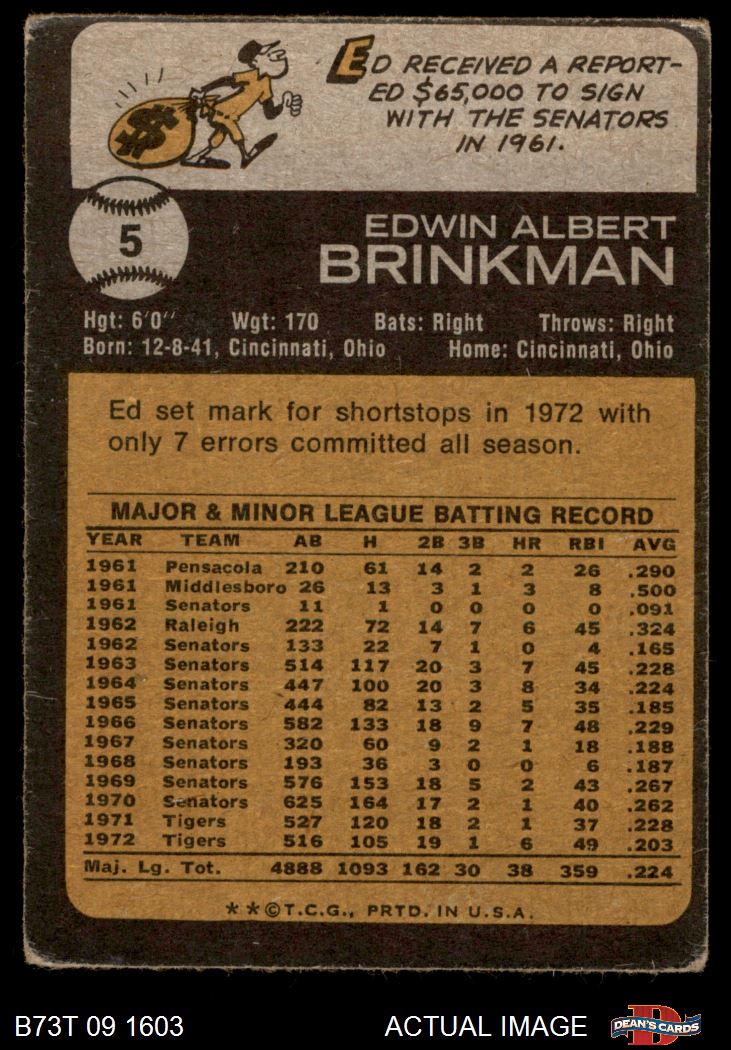 ED RECEIVED A REPORT-
ED $65,000 TO SIGN
WITH THE SENATORS
IN 1961.
5
EDWIN ALBERT
BRINKMAN
Hgt: 6'0" Wgt: 170 Bats: Right Throws: Right
Born: 12-8-41, Cincinnati, Ohio Home: Cincinnati, Ohio
Ed set mark for shortstops in 1972 with
only 7 errors committed all season.
MAJOR & MINOR LEAGUE BATTING RECORD
YEAR TEAM AB H 2B 3B HR RBI AVG
1961 Pensacola 210 61 14 2 2 26 .290
1961 Middlesboro 26 13 3 1 3 8 .500
1961 Senators 11 1 0 0 0 0 .091
1962 Raleigh 222 72 14 7 6 45 .324
1962 Senators 133 22 7 1 0 4 .165
1963 Senators 514 117 20 3 7 45 .228
1964 Senators 447 100 20 3 8 34 .224
1965 Senators 444 82 13 2 5 35 .185
1966 Senators 582 133 18 9 7 48 .229
1967 Senators 320 60 9 2 1 18 .188
1968 Senators 193 36 3 0 0 6 .187
1969 Senators 576 153 18 5 2 43 .267
1970 Senators 625 164 17 2 1 40 .262
1971 Tigers 527 120 18 2 1 37 .228
1972 Tigers 516 105 19 1 6 49 .203
Maj. Lg. Tot. 4888 1093 162 30 38 359 .224
**©T.C.G., PRTD. IN U.S.A.
B73T 09 1603 ACTUAL IMAGE DEAN'S CARDS